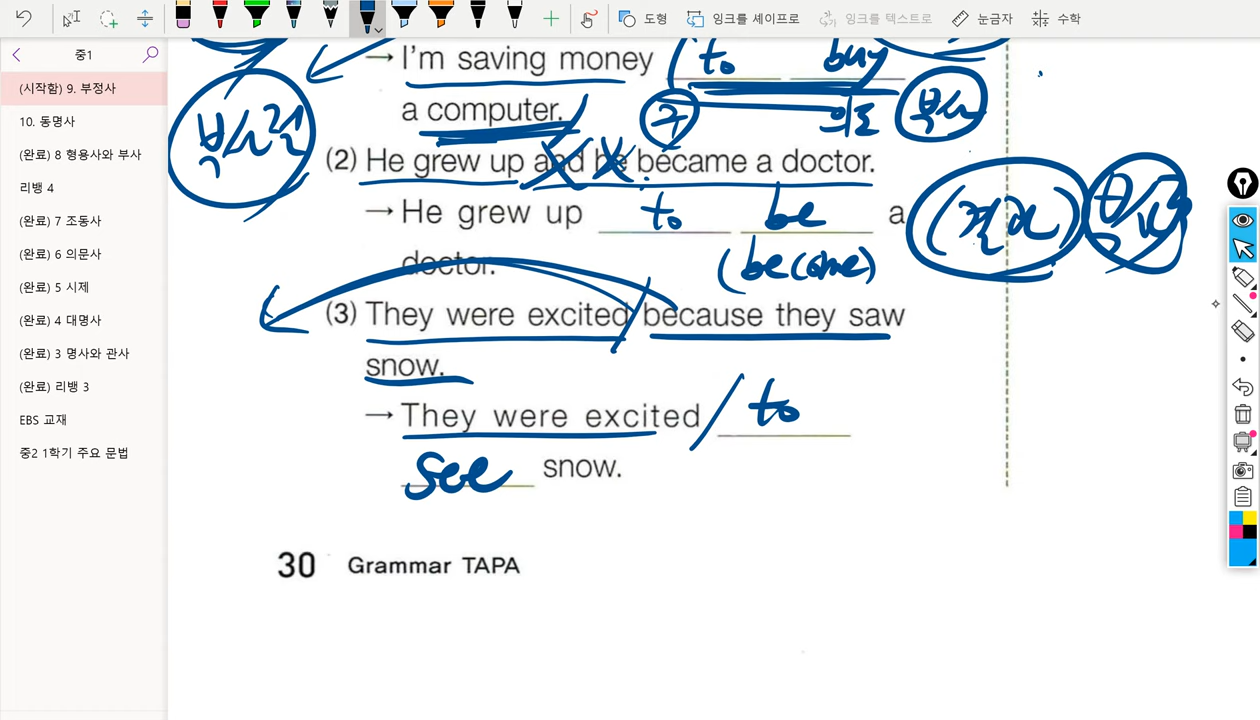 도형 잉크를 셰이프로 잉크를 텍스트로 눈금자 수학
중1
(시작함) 9. 부정사
10. 동명사
(완료) 8 형용사와 부사
리뱅 4
(완료) 7 조동사
(완료) 6 의문사
(완료) 5 시제
(완료) 4 대명사
(완료) 3 명사와 관사
(완료) 리뱅 3
EBS 교재
중2 1학기 주요 문법
→ I'm saving money to buy
a computer.
의도
(2) He grew up and he became a doctor.
→ He grew up to be a
doctor. (become)
(결과)
(3) They were excited because they saw
snow.
→ They were excited / to
see snow.
30 Grammar TAPA